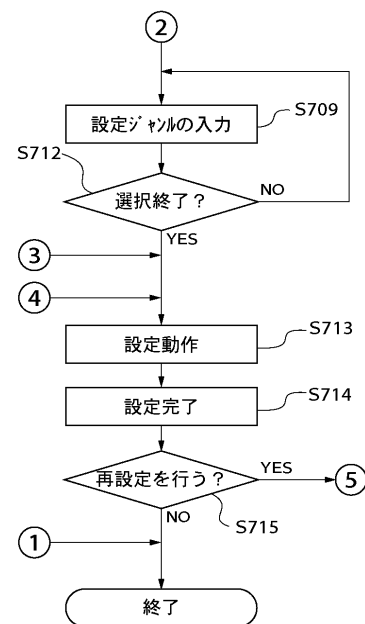 ②
設定ｼﾞｬﾝﾙの入力
S709
S712
選択終了？
NO
YES
③
④
設定動作
S713
設定完了
S714
再設定を行う？
YES
⑤
NO
S715
①
終了